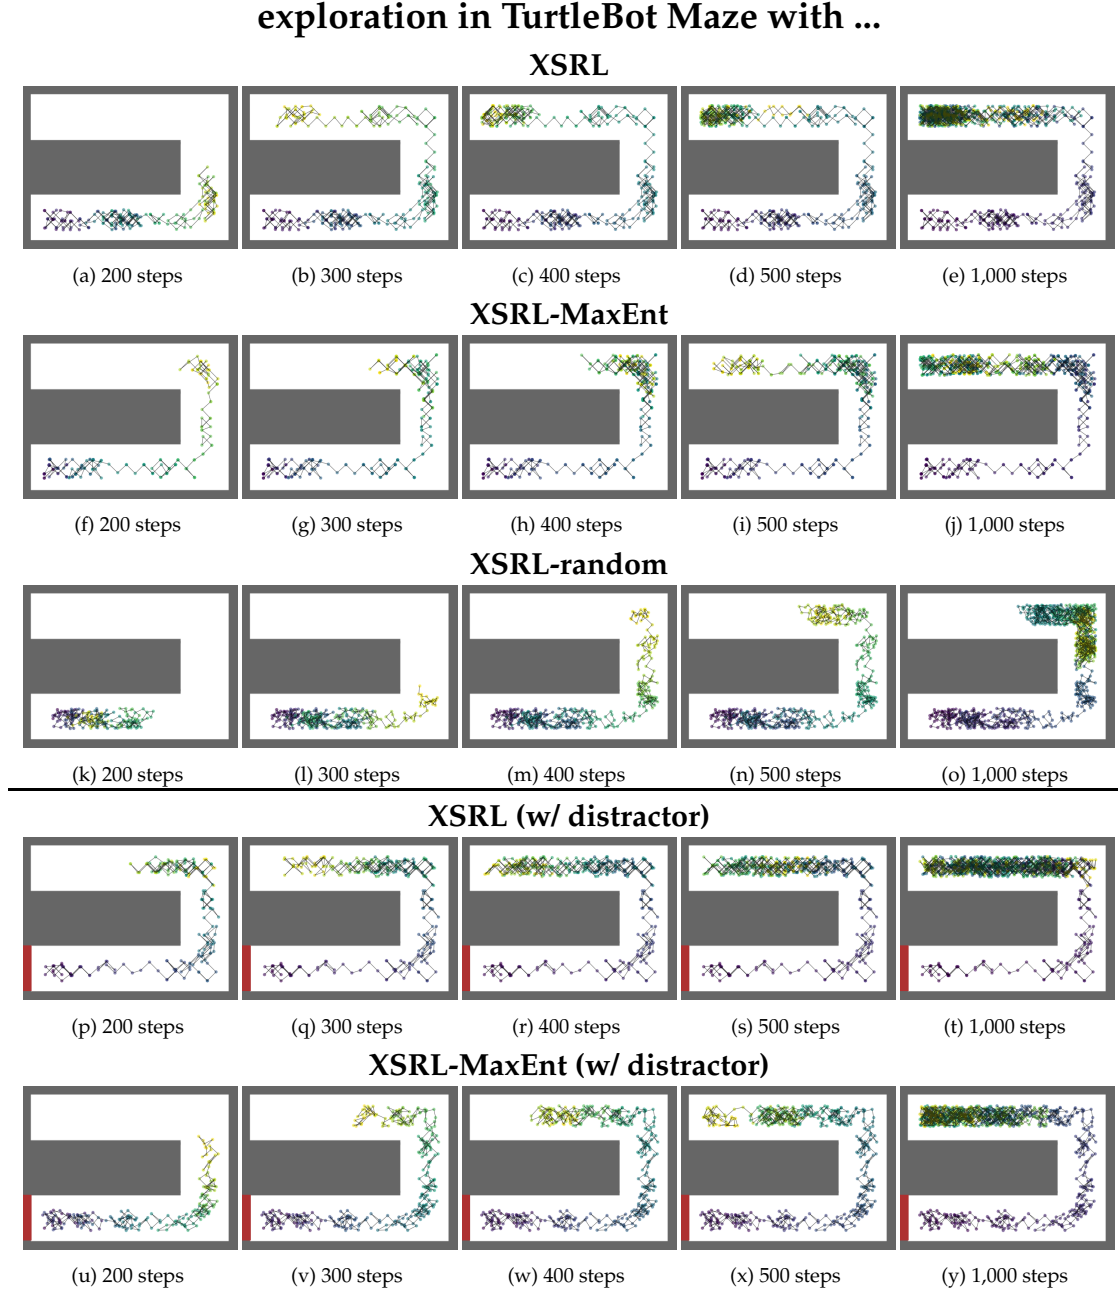 exploration in TurtleBot Maze with ...
XSRL
(a) 200 steps
(b) 300 steps
(c) 400 steps
(d) 500 steps
(e) 1,000 steps
XSRL-MaxEnt
(f) 200 steps
(g) 300 steps
(h) 400 steps
(i) 500 steps
(j) 1,000 steps
XSRL-random
(k) 200 steps
(l) 300 steps
(m) 400 steps
(n) 500 steps
(o) 1,000 steps
XSRL (w/ distractor)
(p) 200 steps
(q) 300 steps
(r) 400 steps
(s) 500 steps
(t) 1,000 steps
XSRL-MaxEnt (w/ distractor)
(u) 200 steps
(v) 300 steps
(w) 400 steps
(x) 500 steps
(y) 1,000 steps